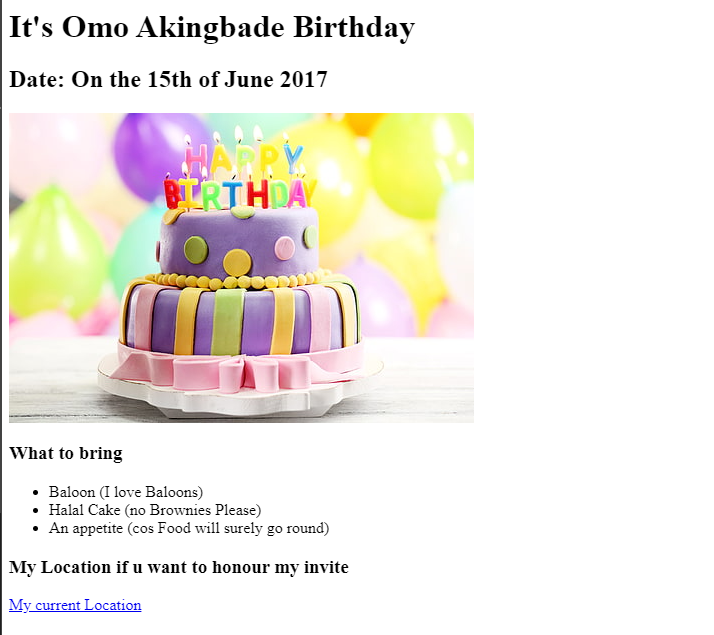 It's Omo Akingbade Birthday
Date: On the 15th of June 2017
HAPPY
BIRTHDAY
What to bring
Baloon (I love Baloons)
Halal Cake (no Brownies Please)
An appetite (cos Food will surely go round)
My Location if u want to honour my invite
My current Location